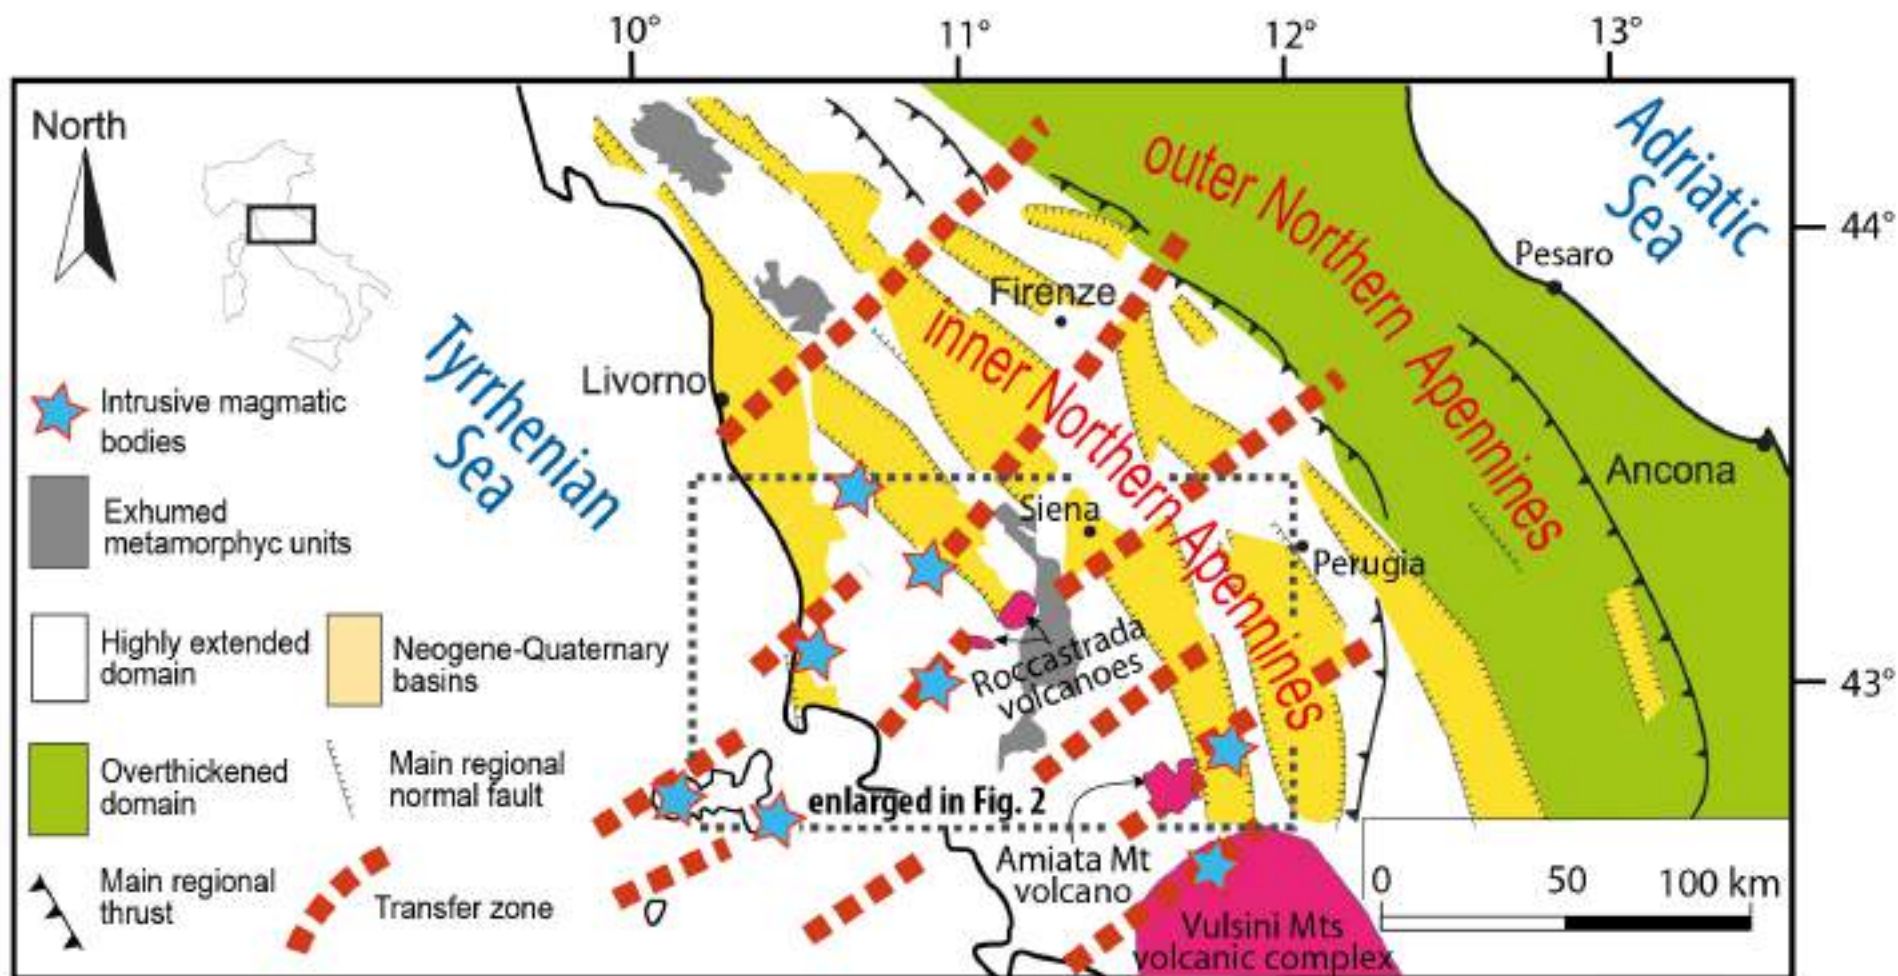 10°
11°
12°
13°
North
Adriatic
Sea
outer Northern Apennines
44°
Pesaro
Firenze
inner Northern Apennines
Tyrrhenian
Sea
Livorno
Intrusive magmatic
bodies
Ancona
Siena
Exhumed
metamorphyc units
Perugia
Highly extended
domain
Neogene-Quaternary
basins
Roccastrada
volcanoes
43°
Overthickened
domain
Main regional
normal fault
enlarged in Fig. 2
Amiata Mt
volcano
Main regional
thrust
Transfer zone
0
50
100 km
Vulsini Mts
volcanic complex